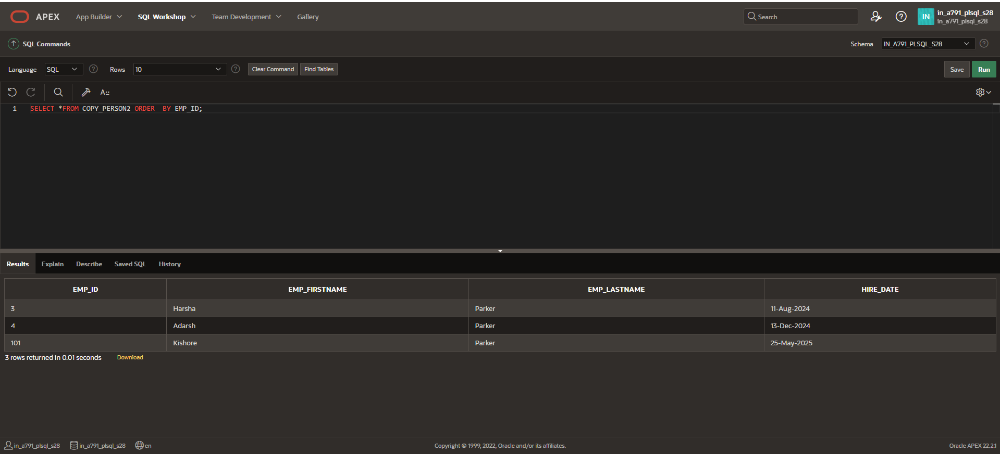 APEX App Builder SQL Workshop Team Development Gallery Search IN in_a791_plsql_s28
in_a791_plsql_s28
SQL Commands Schema IN_A791_PLSQL_S28
Language SQL Rows 10 Clear Command Find Tables Save Run
A::
1 SELECT *FROM COPY_PERSON2 ORDER  BY EMP_ID;
Results Explain Describe Saved SQL History
EMP_ID EMP_FIRSTNAME EMP_LASTNAME HIRE_DATE
3 Harsha Parker 11-Aug-2024
4 Adarsh Parker 13-Dec-2024
101 Kishore Parker 25-May-2025
3 rows returned in 0.01 seconds Download
in_a791_plsql_s28 in_a791_plsql_s28 en Copyright © 1999, 2022, Oracle and/or its affiliates. Oracle APEX 22.2.1